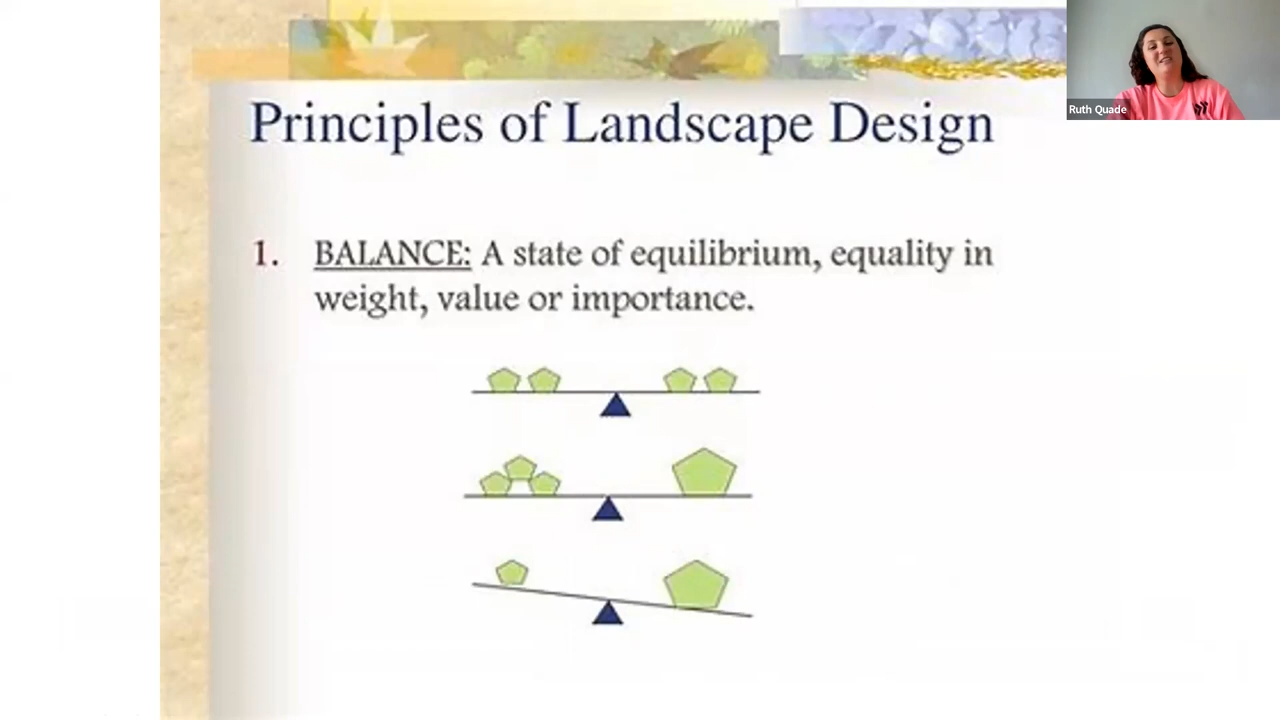 Principles of Landscape Design
1. BALANCE: A state of equilibrium, equality in
weight, value or importance.
Ruth Quade